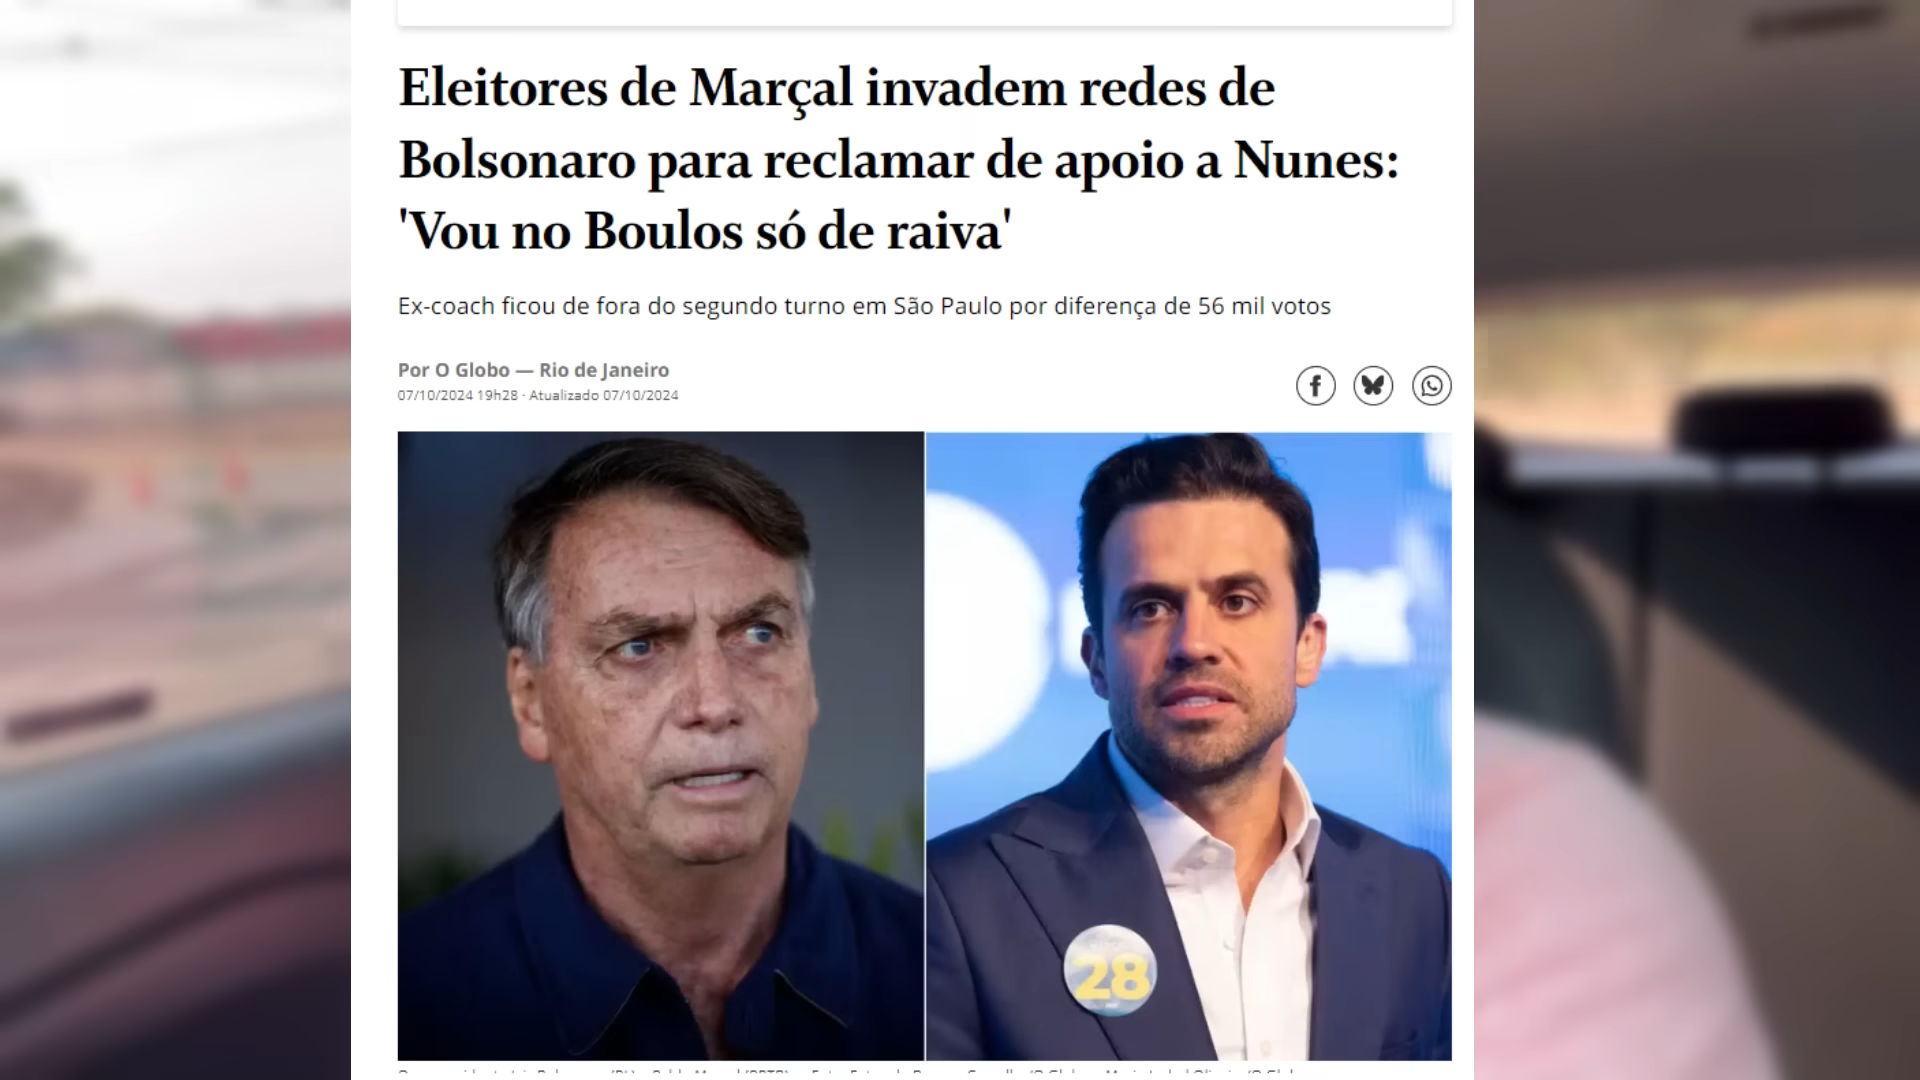 Eleitores de Marçal invadem redes de
Bolsonaro para reclamar de apoio a Nunes:
'Vou no Boulos só de raiva'
Ex-coach ficou de fora do segundo turno em São Paulo por diferença de 56 mil votos
Por O Globo — Rio de Janeiro
07/10/2024 19h28 · Atualizado 07/10/2024
28